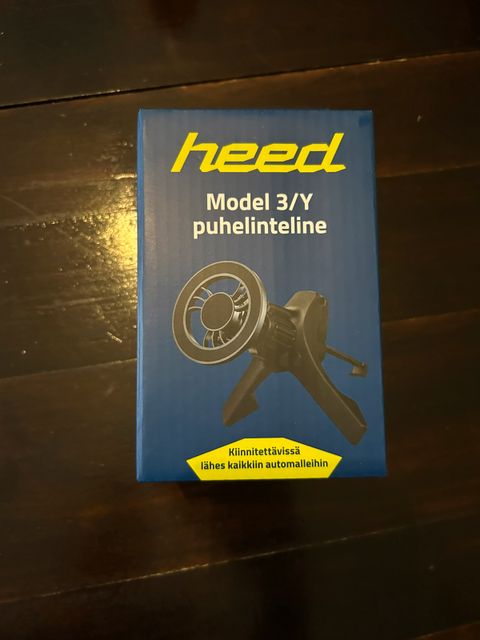 heed
Model 3/Y
puhelinteline
Kiinnitettävissä
lähes kaikkiin automalleihin